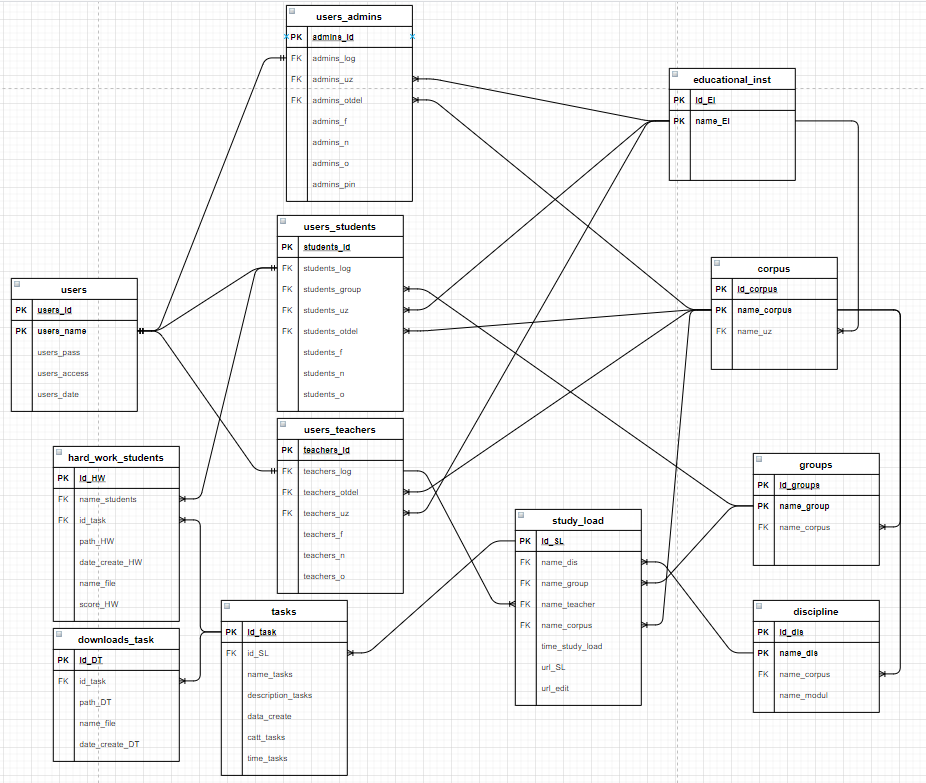 users_admins
PK admins_id
FK admins_log
FK admins_uz
FK admins_otdel
admins_f
admins_n
admins_o
admins_pin
educational_inst
PK id_EI
PK name_EI
users_students
PK students_id
FK students_log
FK students_group
FK students_uz
FK students_otdel
students_f
students_n
students_o
corpus
PK id_corpus
PK name_corpus
FK name_uz
users
PK users_id
PK users_name
users_pass
users_access
users_date
users_teachers
PK teachers_id
FK teachers_log
FK teachers_otdel
FK teachers_uz
teachers_f
teachers_n
teachers_o
hard_work_students
PK id_HW
FK name_students
FK id_task
path_HW
date_create_HW
name_file
score_HW
groups
PK id_groups
PK name_group
FK name_corpus
study_load
PK id_SL
FK name_dis
FK name_group
FK name_teacher
FK name_corpus
time_study_load
url_SL
url_edit
tasks
PK id_task
FK id_SL
name_tasks
description_tasks
data_create
catt_tasks
time_tasks
discipline
PK id_dis
PK name_dis
FK name_corpus
name_modul
downloads_task
PK id_DT
FK id_task
path_DT
name_file
date_create_DT